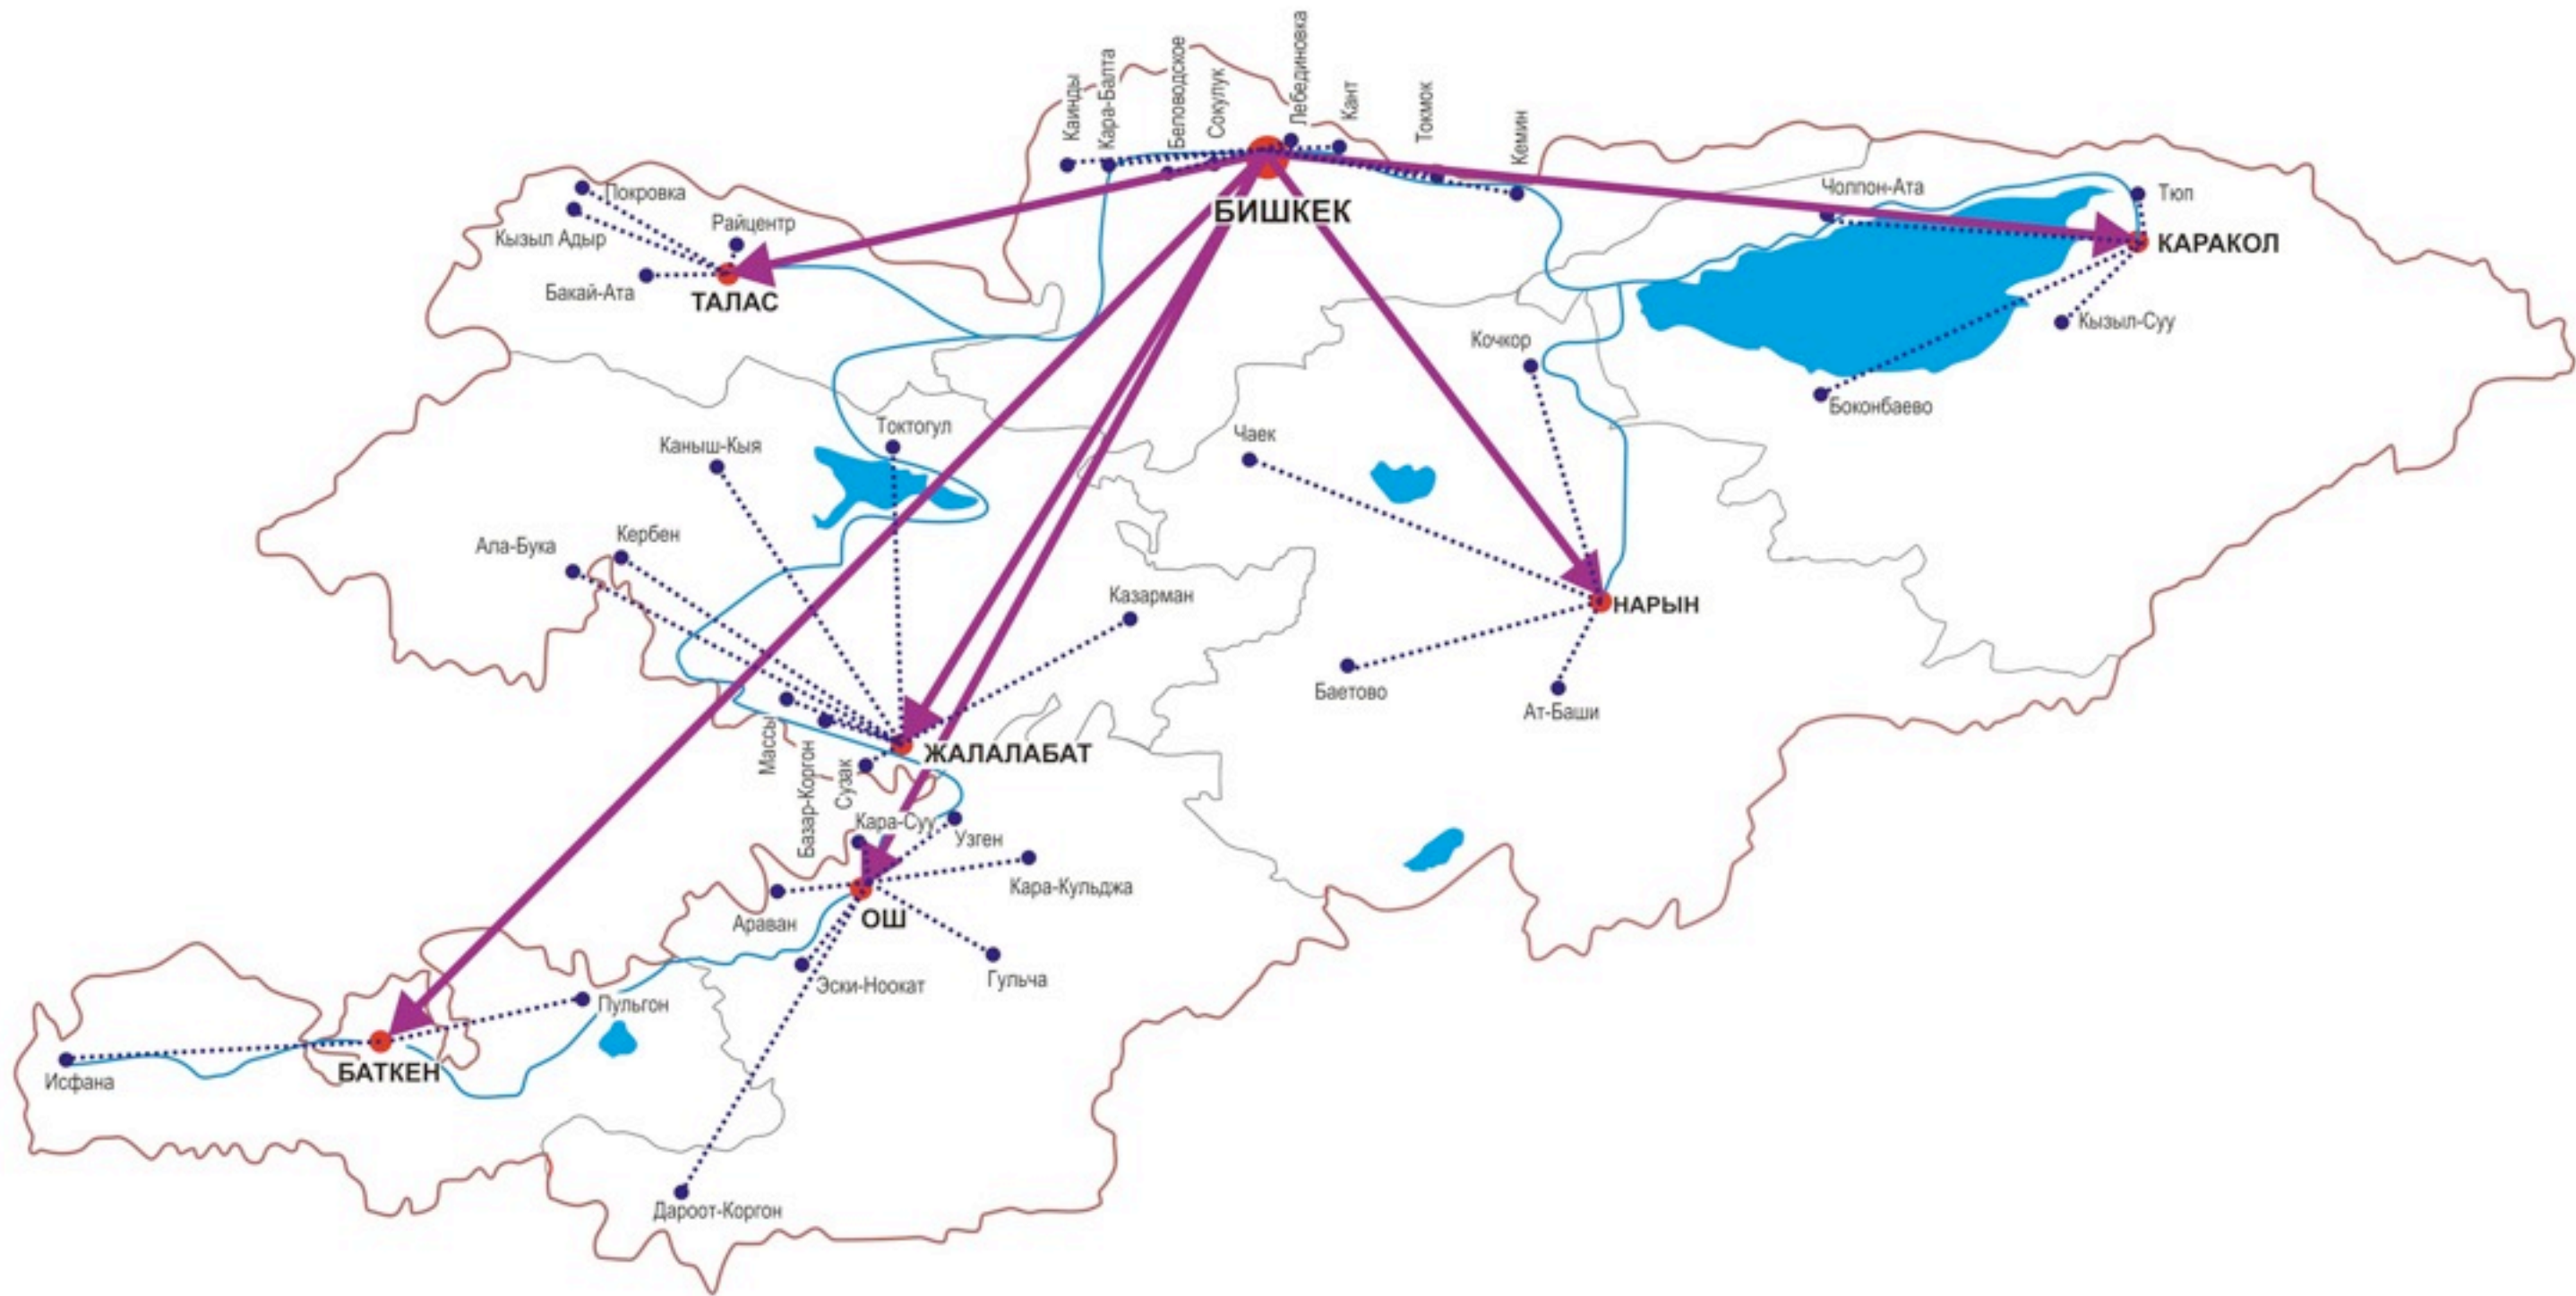 Каинды
Кара-Балта
Беловодское
Сокулук
Лебединовка
Кант
Токмок
Кемин
БИШКЕК
Покровка
Кызыл Адыр
Райцентр
Бакай-Ата
ТАЛАС
Чолпон-Ата
Тюп
КАРАКОЛ
Кызыл-Суу
Боконбаево
Кочкор
Чаек
НАРЫН
Баетово
Ат-Баши
Токтогул
Каныш-Кыя
Кербен
Ала-Бука
Казарман
Массы
Базар-Коргон
Сузак
ЖАЛАЛАБАТ
Кара-Суу
Узген
Кара-Кульджа
Араван
ОШ
Эски-Ноокат
Гульча
Пульгон
БАТКЕН
Исфана
Дароот-Коргон